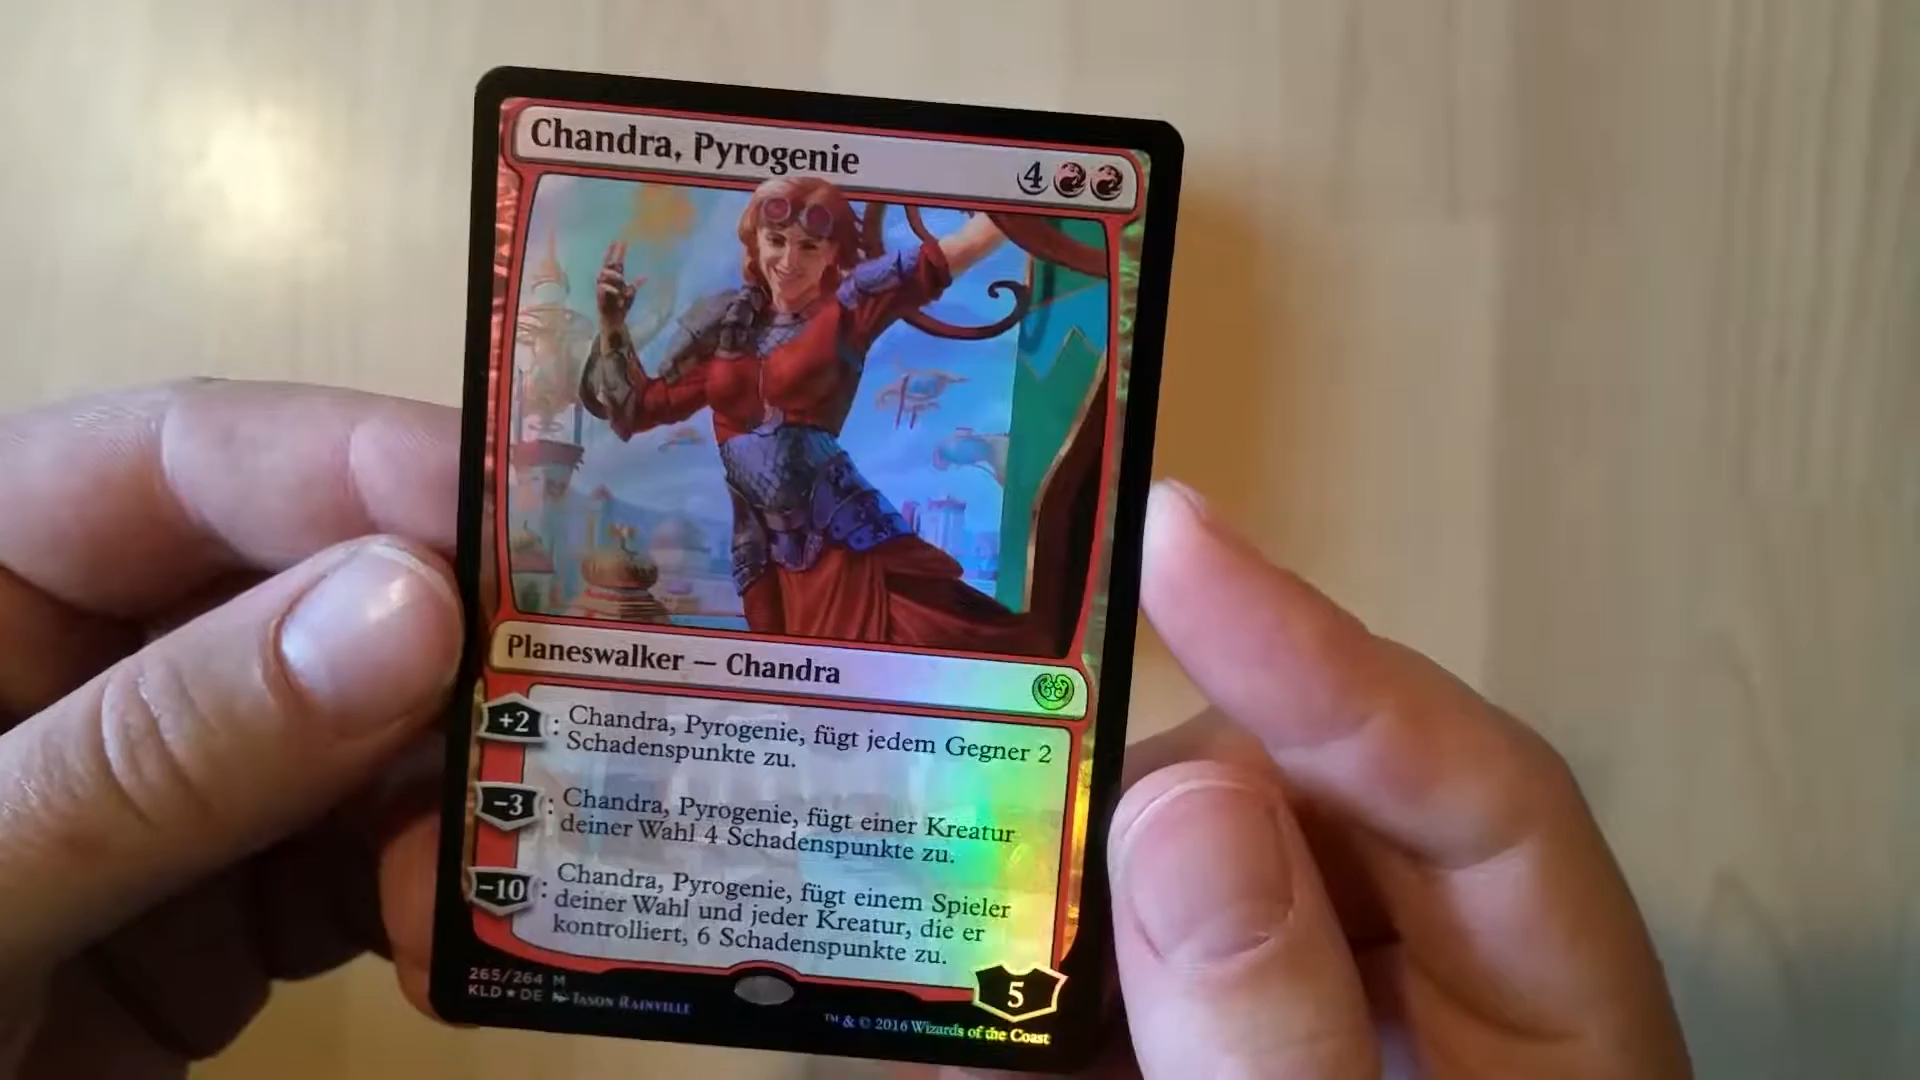 Chandra, Pyrogenie
4
Planeswalker — Chandra
+2 : Chandra, Pyrogenie, fügt jedem Gegner 2
Schadenspunkte zu.
−3 : Chandra, Pyrogenie, fügt einer Kreatur
deiner Wahl 4 Schadenspunkte zu.
−10 : Chandra, Pyrogenie, fügt einem Spieler
deiner Wahl und jeder Kreatur, die er
kontrolliert, 6 Schadenspunkte zu.
5
265/264 M
KLD ★ DE Jason Rainville
™ & © 2016 Wizards of the Coast